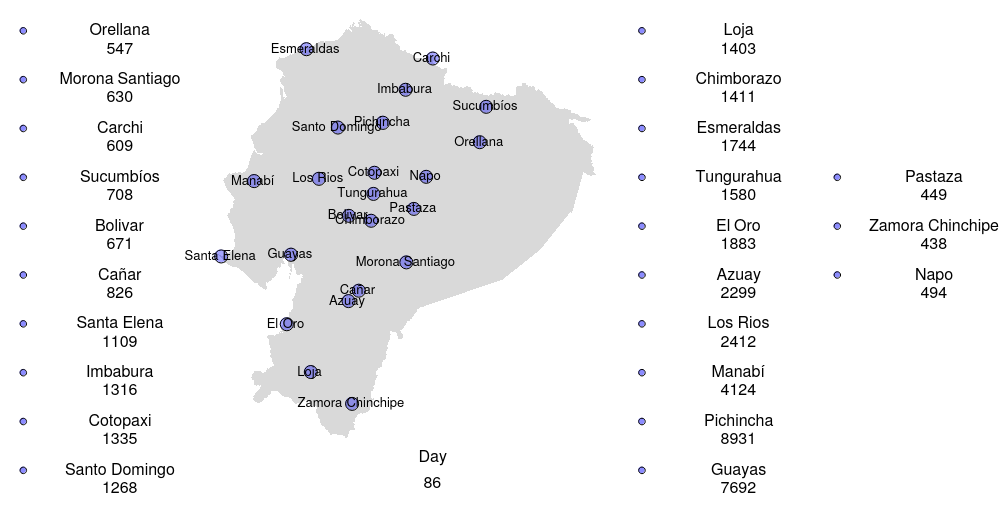 Orellana
547
Morona Santiago
630
Carchi
609
Sucumbíos
708
Bolivar
671
Cañar
826
Santa Elena
1109
Imbabura
1316
Cotopaxi
1335
Santo Domingo
1268
Esmeraldas
Carchi
Imbabura
Sucumbíos
Pichincha
Santo Domingo
Orellana
Cotopaxi
Napo
Los Rios
Manabí
Tungurahua
Pastaza
Bolivar
Chimborazo
Guayas
Santa Elena
Morona Santiago
Cañar
Azuay
El Oro
Loja
Zamora Chinchipe
Day
86
Loja
1403
Chimborazo
1411
Esmeraldas
1744
Tungurahua
1580
El Oro
1883
Azuay
2299
Los Rios
2412
Manabí
4124
Pichincha
8931
Guayas
7692
Pastaza
449
Zamora Chinchipe
438
Napo
494